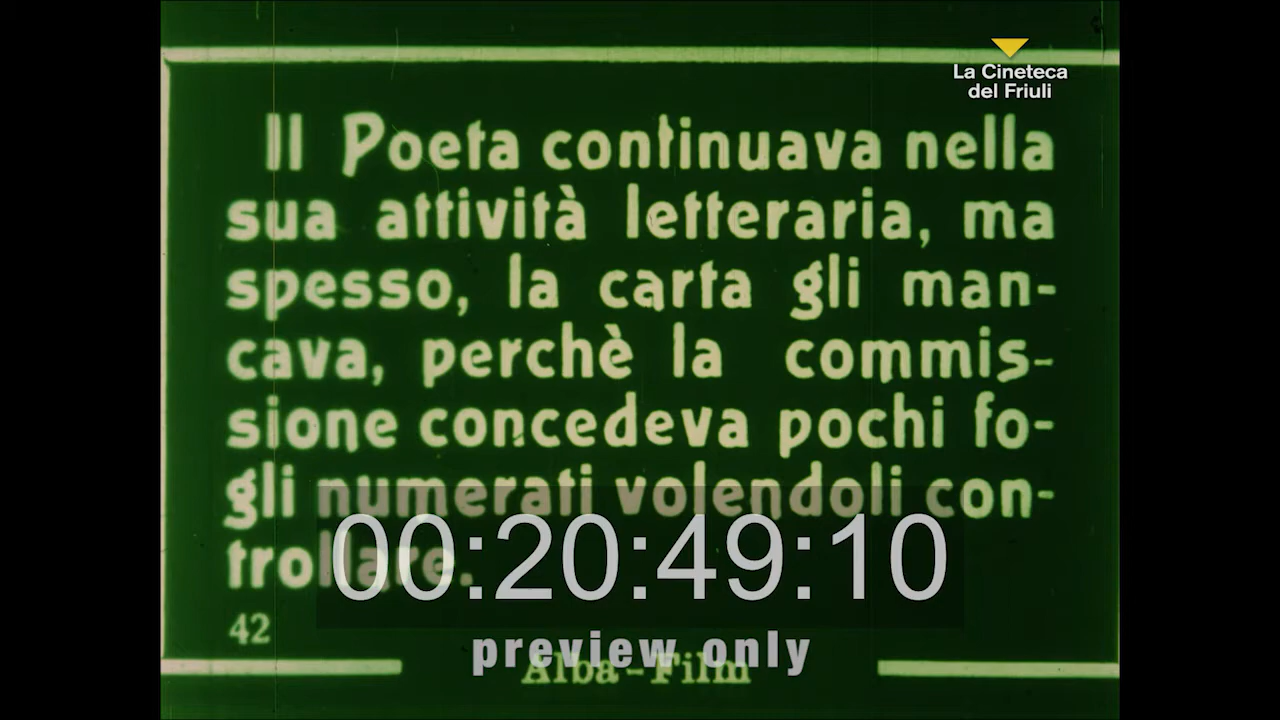 La Cineteca
del Friuli
Il Poeta continuava nella
sua attività letteraria, ma
spesso, la carta gli man-
cava, perchè la commis-
sione concedeva pochi fo-
gli numerati volendoli con-
trollare.
00:20:49:10
42
preview only
Alba-Film